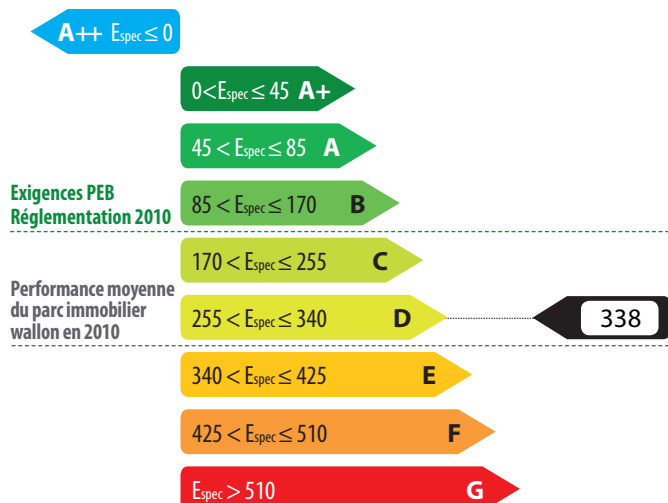 A++ Espec ≤ 0
0<Espec ≤ 45 A+
45 < Espec ≤ 85 A
Exigences PEB
Réglementation 2010
85 < Espec ≤ 170 B
170 < Espec ≤ 255 C
Performance moyenne
du parc immobilier
wallon en 2010
255 < Espec ≤ 340 D
338
340 < Espec ≤ 425 E
425 < Espec ≤ 510 F
Espec > 510 G